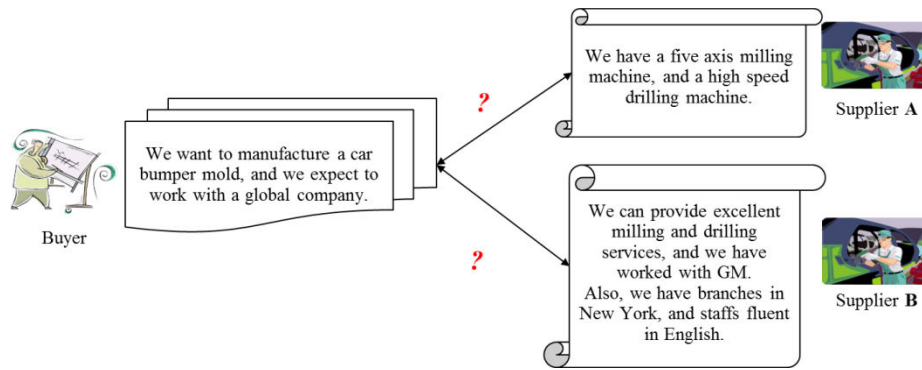 We want to manufacture a car
bumper mold, and we expect to
work with a global company.
Buyer
?
?
We have a five axis milling
machine, and a high speed
drilling machine.
Supplier A
We can provide excellent
milling and drilling
services, and we have
worked with GM.
Also, we have branches in
New York, and staffs fluent
in English.
Supplier B